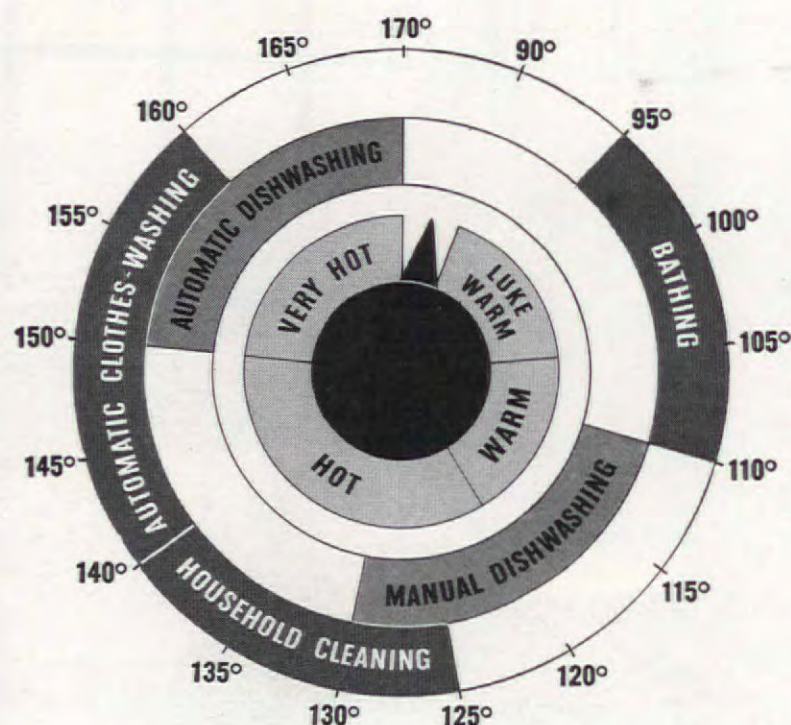 170°
90°
95°
100°
105°
110°
115°
120°
125°
130°
135°
140°
145°
150°
155°
160°
165°
BATHING
MANUAL DISHWASHING
HOUSEHOLD CLEANING
AUTOMATIC CLOTHES-WASHING
AUTOMATIC DISHWASHING
LUKE
WARM
WARM
HOT
VERY HOT